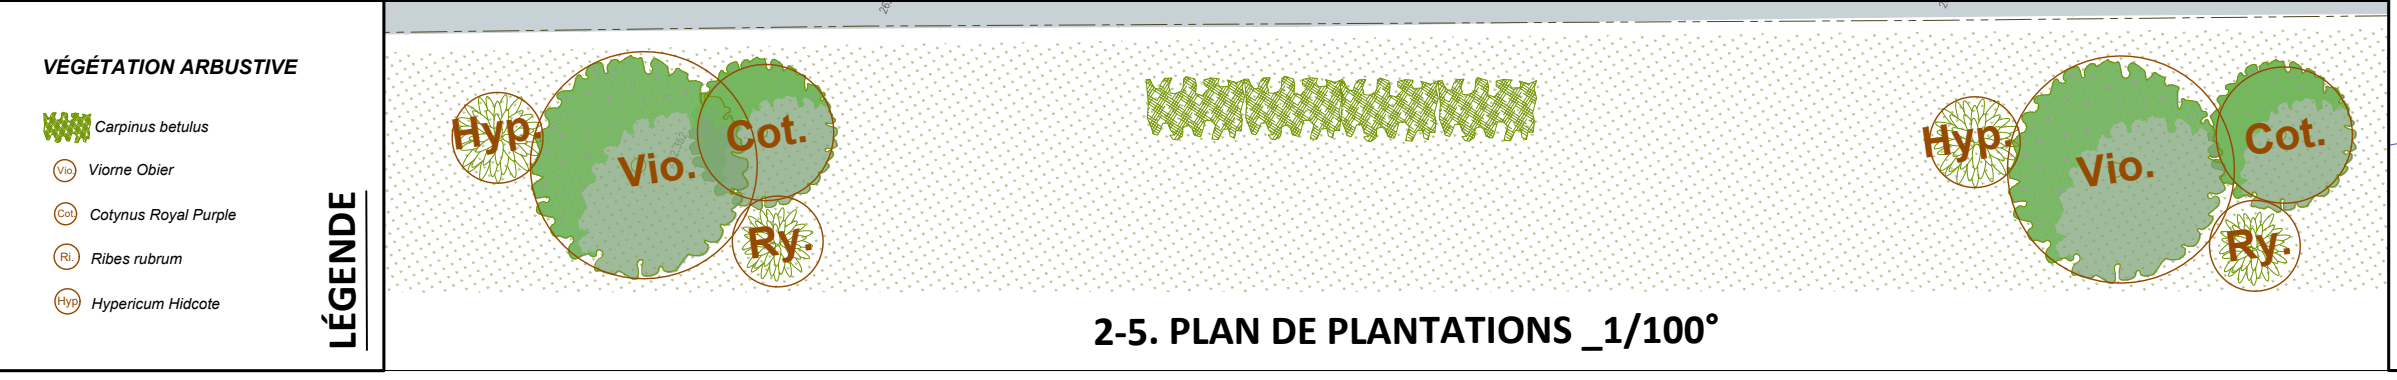 VÉGÉTATION ARBUSTIVE
Carpinus betulus
Vio. Viorne Obier
Cot. Cotynus Royal Purple
Ri. Ribes rubrum
Hyp Hypericum Hidcote
LÉGENDE
Hyp.
Vio.
Cot.
Ry.
Hyp.
Vio.
Cot.
Ry.
2-5. PLAN DE PLANTATIONS _1/100°